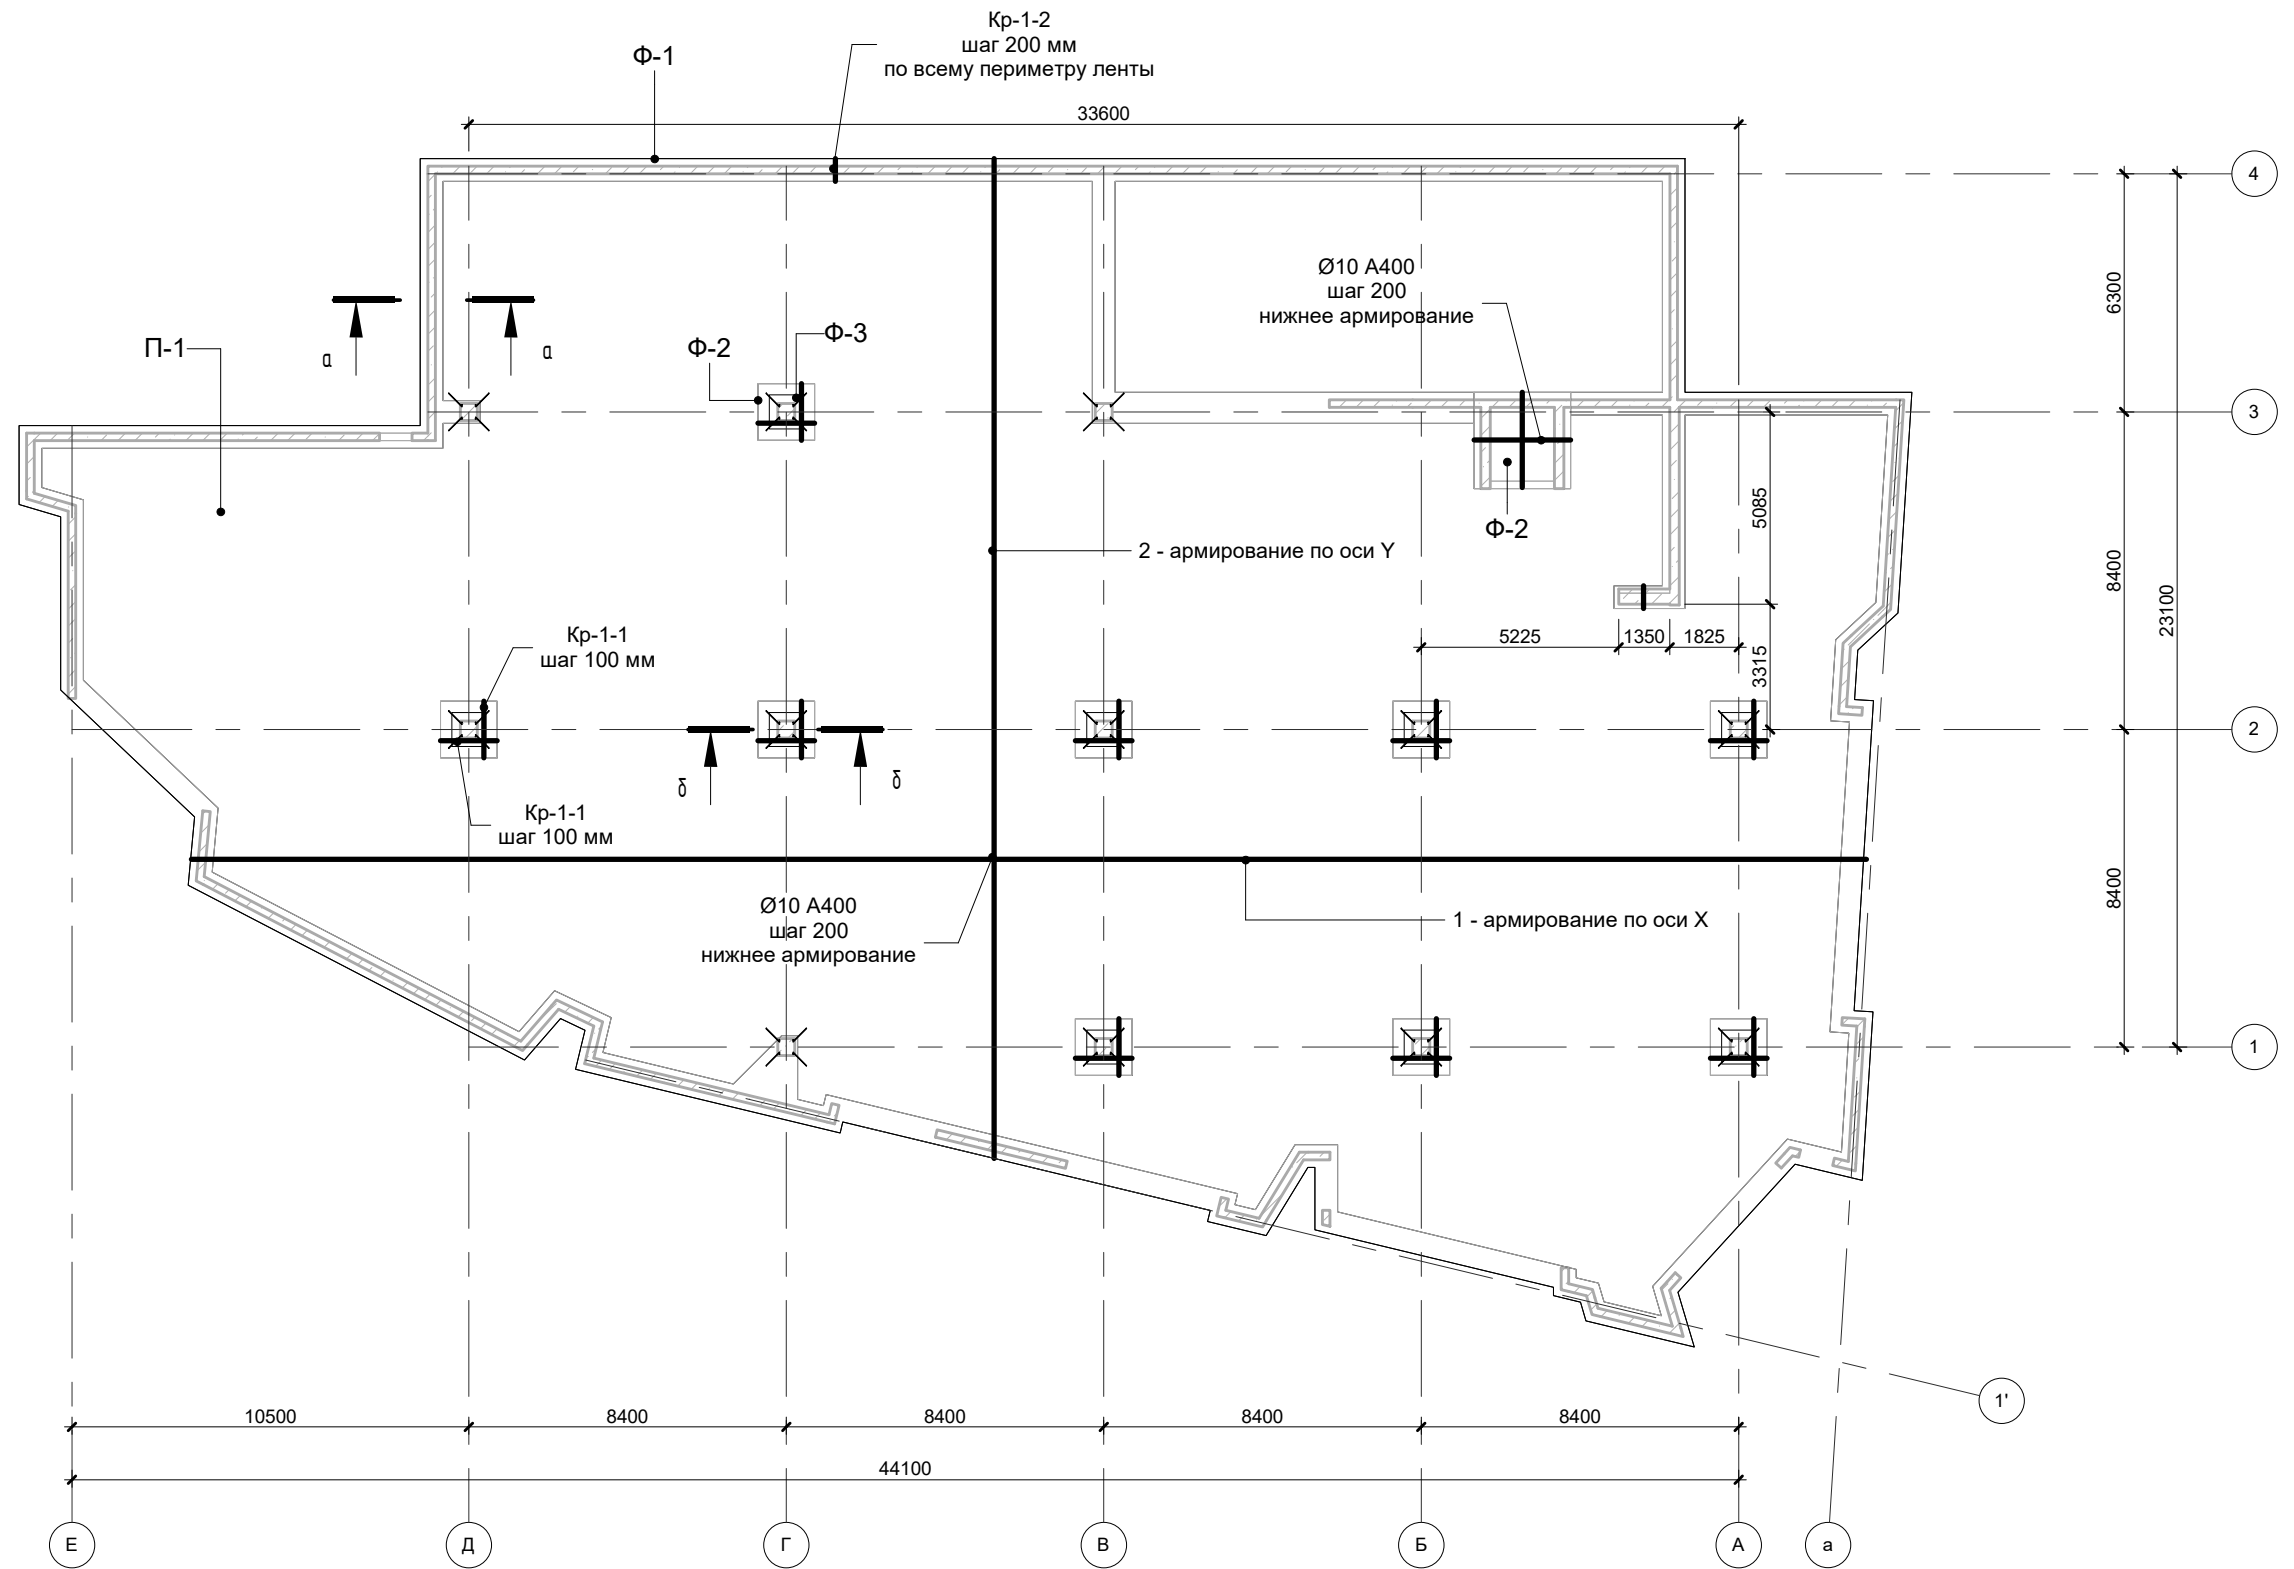 Кр-1-2
шаг 200 мм
по всему периметру ленты
Ф-1
33600
4
Ø10 А400
шаг 200
нижнее армирование
6300
Ф-3
Ф-2
П-1
а
а
3
5085
Ф-2
2 - армирование по оси Y
8400
23100
Кр-1-1
шаг 100 мм
5225
1350
1825
3315
2
б
б
Кр-1-1
шаг 100 мм
8400
Ø10 А400
шаг 200
нижнее армирование
1 - армирование по оси X
1
1'
10500
8400
8400
8400
8400
44100
Е
Д
Г
В
Б
А
а